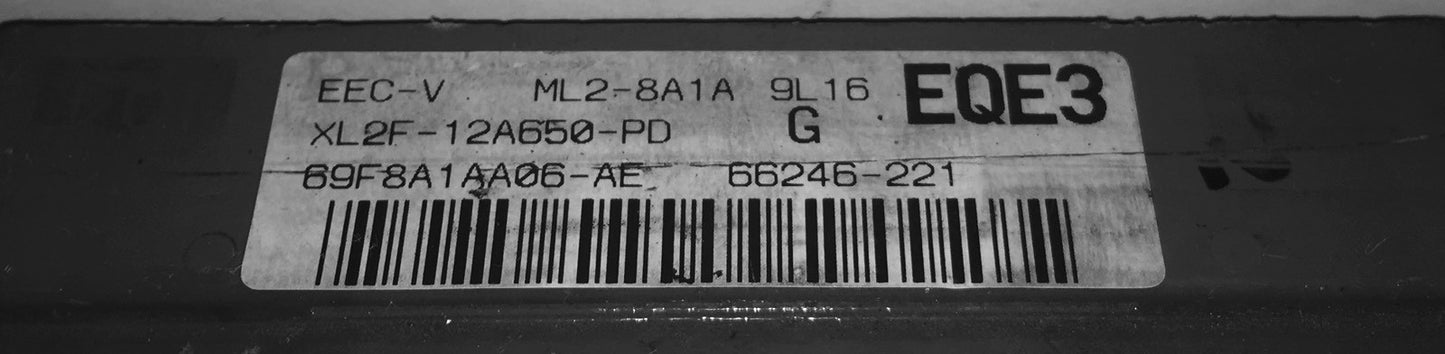 EEC-V ML2-8A1A 9L16 EQE3
XL2F-12A650-PD G
69F8A1AA06-AE 66246-221